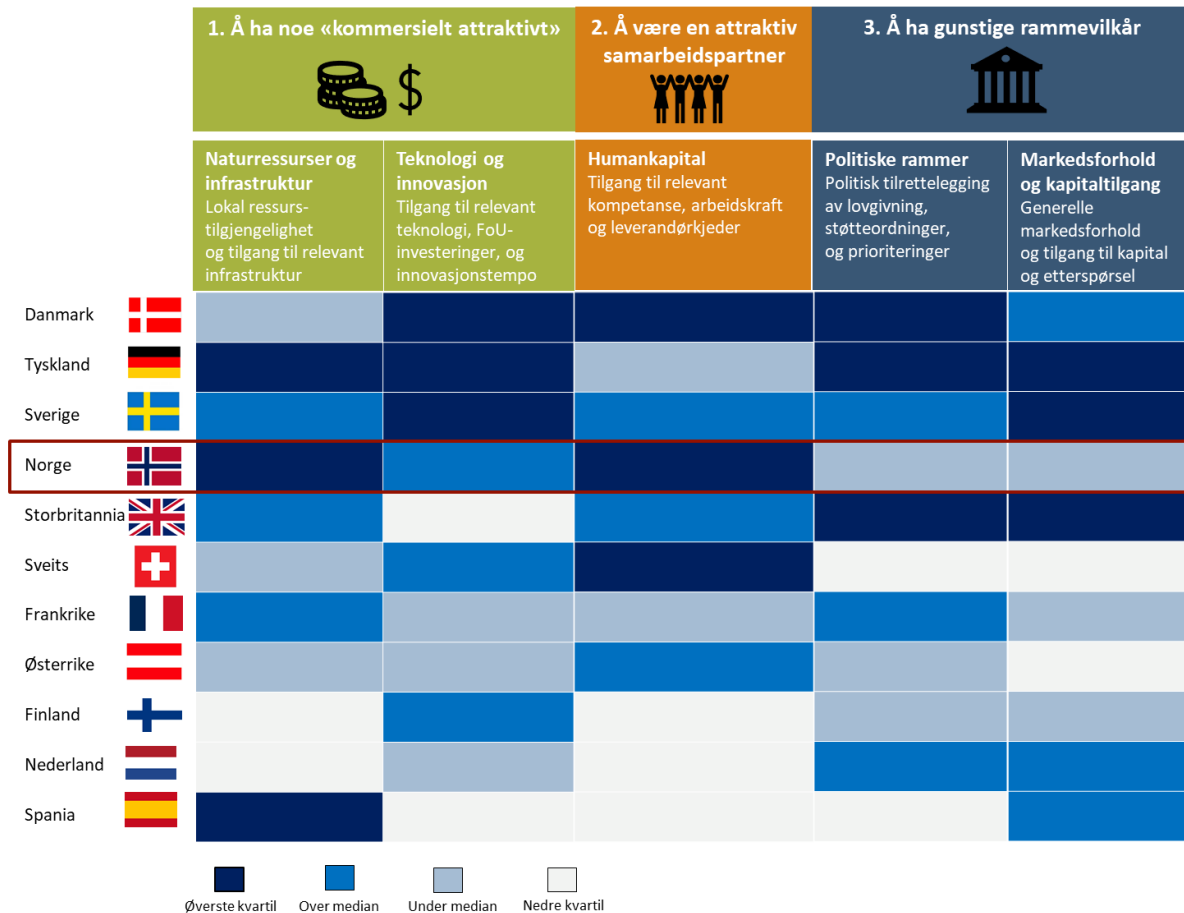 1. Å ha noe «kommersielt attraktivt»
2. Å være en attraktiv
samarbeidspartner
3. Å ha gunstige rammevilkår
$
Naturressurser og
infrastruktur
Lokal ressurs-
tilgjengelighet
og tilgang til relevant
infrastruktur
Teknologi og
innovasjon
Tilgang til relevant
teknologi, FoU-
investeringer, og
innovasjonstempo
Humankapital
Tilgang til relevant
kompetanse, arbeidskraft
og leverandørkjeder
Politiske rammer
Politisk tilrettelegging
av lovgivning,
støtteordninger,
og prioriteringer
Markedsforhold
og kapitaltilgang
Generelle
markedsforhold
og tilgang til kapital
og etterspørsel
Danmark
Tyskland
Sverige
Norge
Storbritannia
Sveits
Frankrike
Østerrike
Finland
Nederland
Spania
Øverste kvartil
Over median
Under median
Nedre kvartil